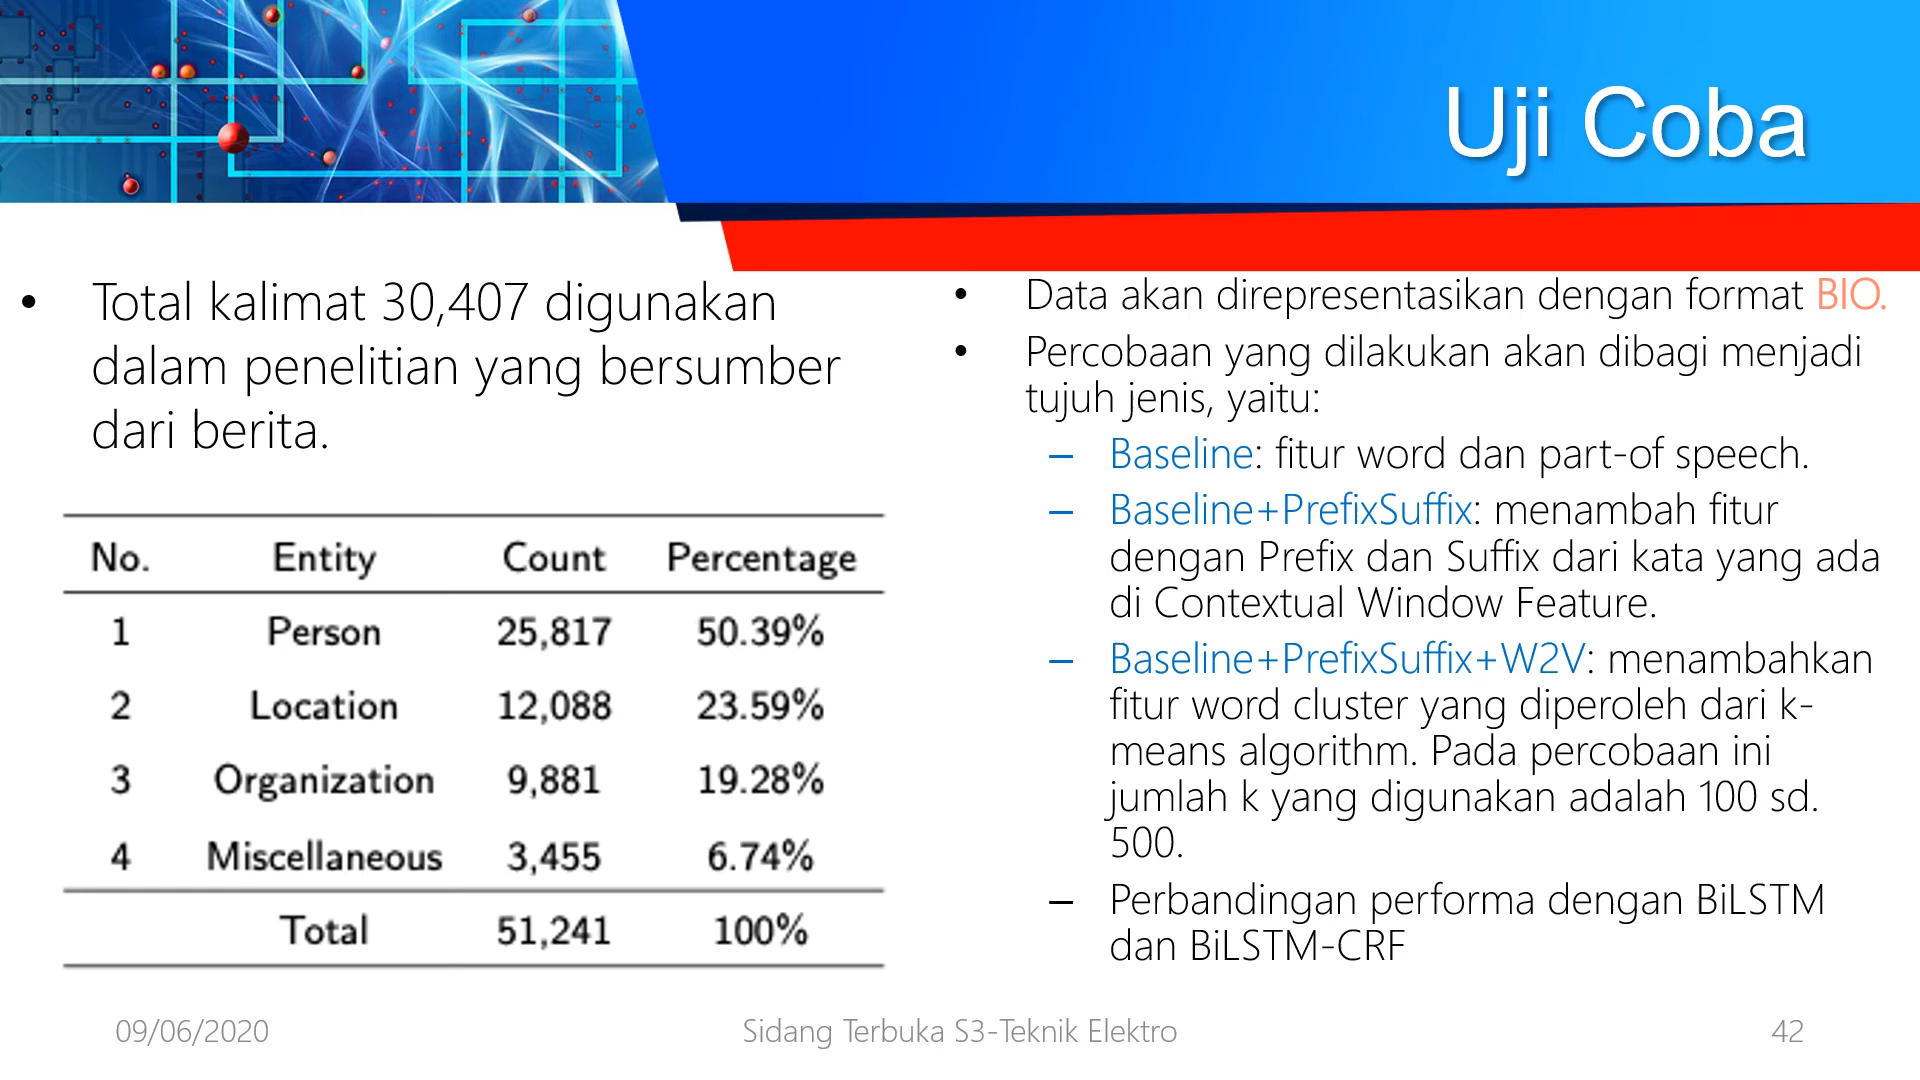 Uji Coba
• Total kalimat 30,407 digunakan
dalam penelitian yang bersumber
dari berita.
No. Entity Count Percentage
1 Person 25,817 50.39%
2 Location 12,088 23.59%
3 Organization 9,881 19.28%
4 Miscellaneous 3,455 6.74%
Total 51,241 100%
• Data akan direpresentasikan dengan format BIO.
• Percobaan yang dilakukan akan dibagi menjadi
tujuh jenis, yaitu:
– Baseline: fitur word dan part-of speech.
– Baseline+PrefixSuffix: menambah fitur
dengan Prefix dan Suffix dari kata yang ada
di Contextual Window Feature.
– Baseline+PrefixSuffix+W2V: menambahkan
fitur word cluster yang diperoleh dari k-
means algorithm. Pada percobaan ini
jumlah k yang digunakan adalah 100 sd.
500.
– Perbandingan performa dengan BiLSTM
dan BiLSTM-CRF
09/06/2020 Sidang Terbuka S3-Teknik Elektro 42